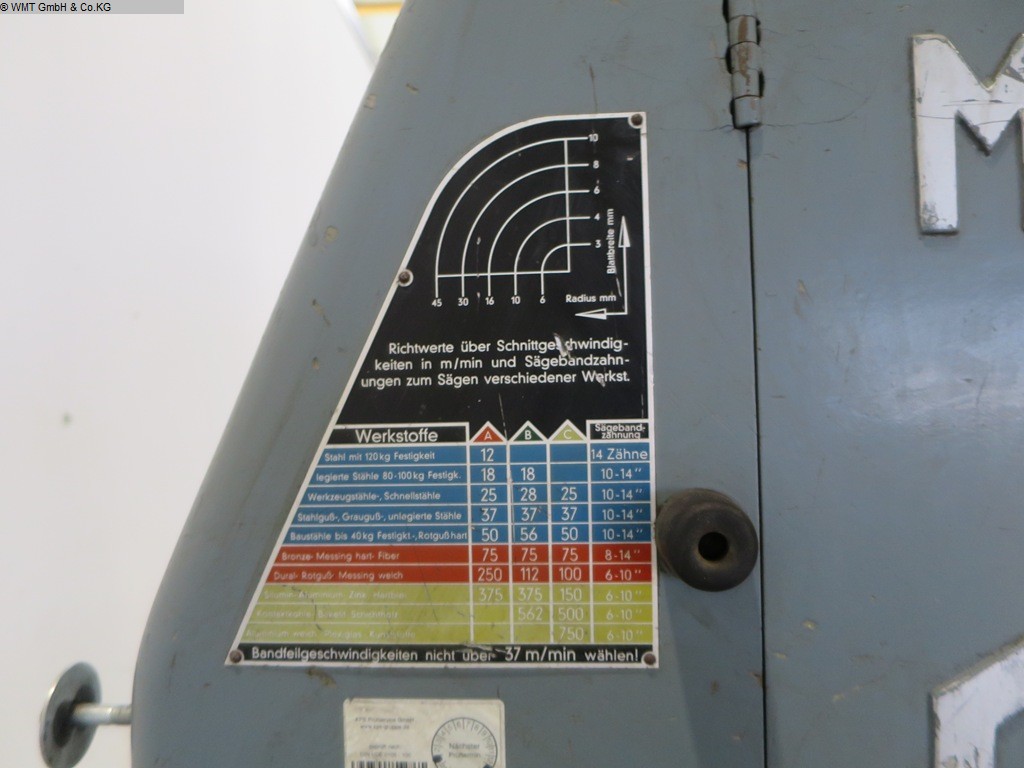 © WMT GmbH & Co.KG
M
10
8
6
4
3
Blattbreite mm
45 30 16 10 6 Radius mm
Richtwerte über Schnittgeschwindig-
keiten in m/min und Sägebandzahn-
ungen zum Sägen verschiedener Werkst.
Werkstoffe A B C Sägeband-
zahnung
Stahl mit 120kg Festigkeit 12 14 Zähne
legierte Stähle 80-100kg Festigk. 18 18 10-14"
Werkzeugstähle-, Schnellstähle 25 28 25 10-14"
Stahlguß-, Grauguß-, unlegierte Stähle 37 37 37 10-14"
Baustähle bis 40kg Festigkt-, Rotguß hart 50 56 50 10-14"
Bronze- Messing hart- Fiber 75 75 75 8-14"
Dural- Rotguß- Messing weich 250 112 100 6-10"
375 375 150 6-10"
562 500 6-10"
750 6-10"
Bandfeilgeschwindigkeiten nicht über 37 m/min wählen!
Nächster